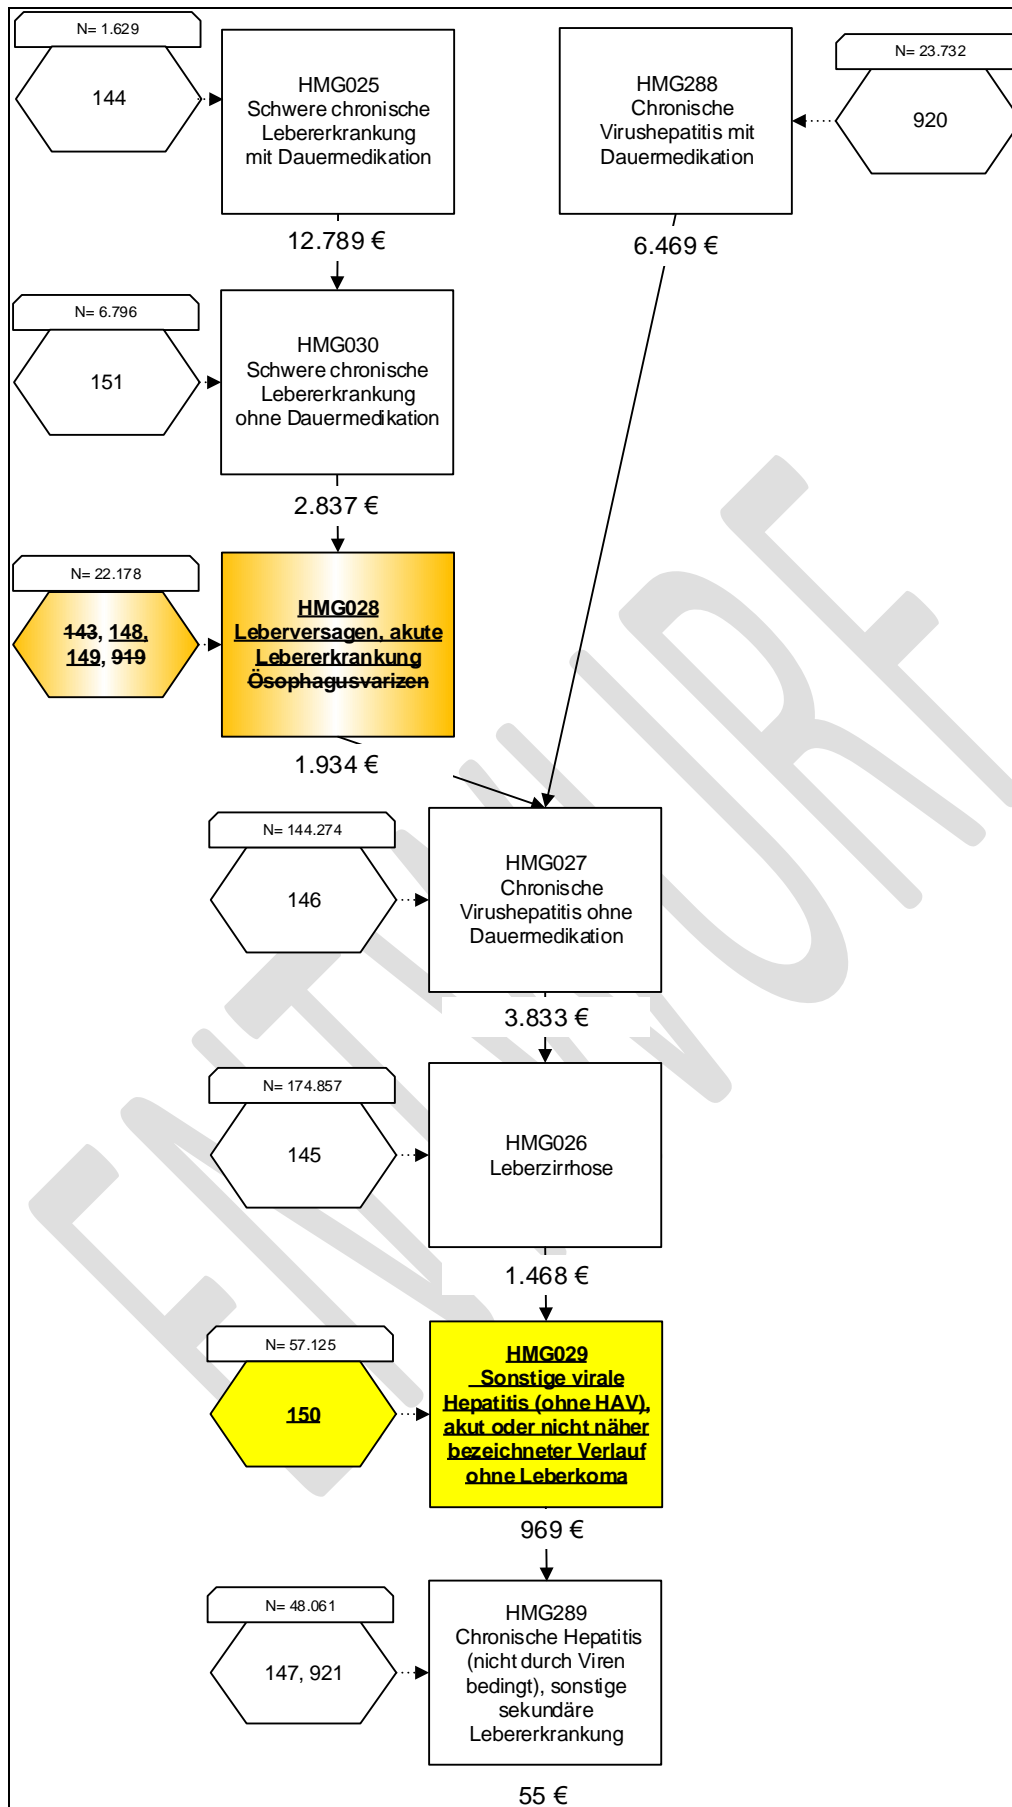 N= 1.629
144
HMG025
Schwere chronische
Lebererkrankung
mit Dauermedikation
12.789 €
HMG288
Chronische
Virushepatitis mit
Dauermedikation
6.469 €
N= 23.732
920
N= 6.796
151
HMG030
Schwere chronische
Lebererkrankung
ohne Dauermedikation
2.837 €
N= 22.178
143, 148,
149, 919
HMG028
Leberversagen, akute
Lebererkrankung
Ösophagusvarizen
1.934 €
N= 144.274
146
HMG027
Chronische
Virushepatitis ohne
Dauermedikation
3.833 €
N= 174.857
145
HMG026
Leberzirrhose
1.468 €
N= 57.125
150
HMG029
Sonstige virale
Hepatitis (ohne HAV),
akut oder nicht näher
bezeichneter Verlauf
ohne Leberkoma
969 €
N= 48.061
147, 921
HMG289
Chronische Hepatitis
(nicht durch Viren
bedingt), sonstige
sekundäre
Lebererkrankung
55 €
ENTWURF